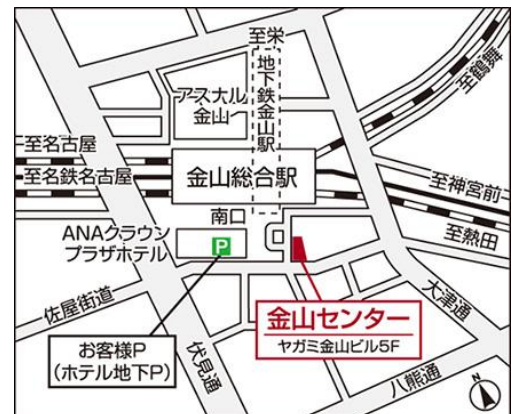 至栄
地下鉄金山駅
至鶴舞
アスナル
金山
至名古屋
至名鉄名古屋
金山総合駅
至神宮前
至熱田
南口
ANAクラウン
プラザホテル
P
佐屋街道
大津通
金山センター
ヤガミ金山ビル5F
お客様P
(ホテル地下P)
伏見通
八熊通